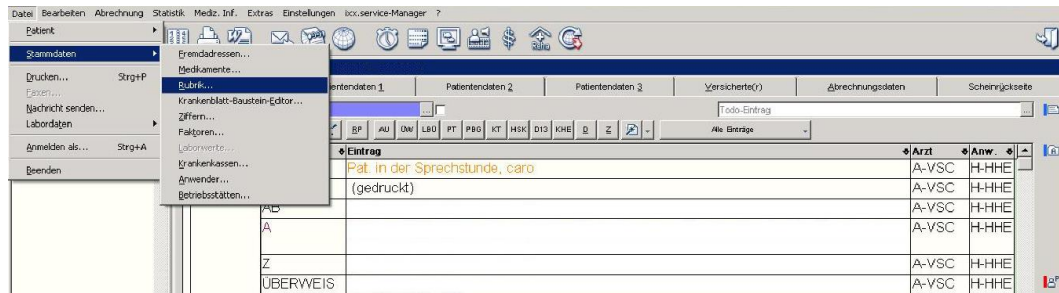 Datei Bearbeiten Abrechnung Statistik Mediz. Inf. Extras Einstellungen icx.service-Manager ?
Patient
Stammdaten
Drucken... Strg+P
Faxen...
Nachricht senden...
Labordaten
Anmelden als... Strg+A
Beenden
Fremdadressen...
Medikamente...
Rubrik...
Krankenblatt-Baustein-Editor...
Ziffern...
Faktoren...
Laborwerte...
Krankenkassen...
Anwender...
Betriebsstätten...
entendaten 1 Patientendaten 2 Patientendaten 3 Versicherte(r) Abrechnungsdaten Scheinrückseite
... Todo-Eintrag ...
RP AU ÜW LBÜ PT PBG KT HSK D13 KHE D Z Alle Einträge
Eintrag Arzt Anw.
Pat. in der Sprechstunde, caro A-VSC H-HHE
(gedruckt) A-VSC H-HHE
AB A-VSC H-HHE
A A-VSC H-HHE
Z A-VSC H-HHE
ÜBERWEIS A-VSC H-HHE